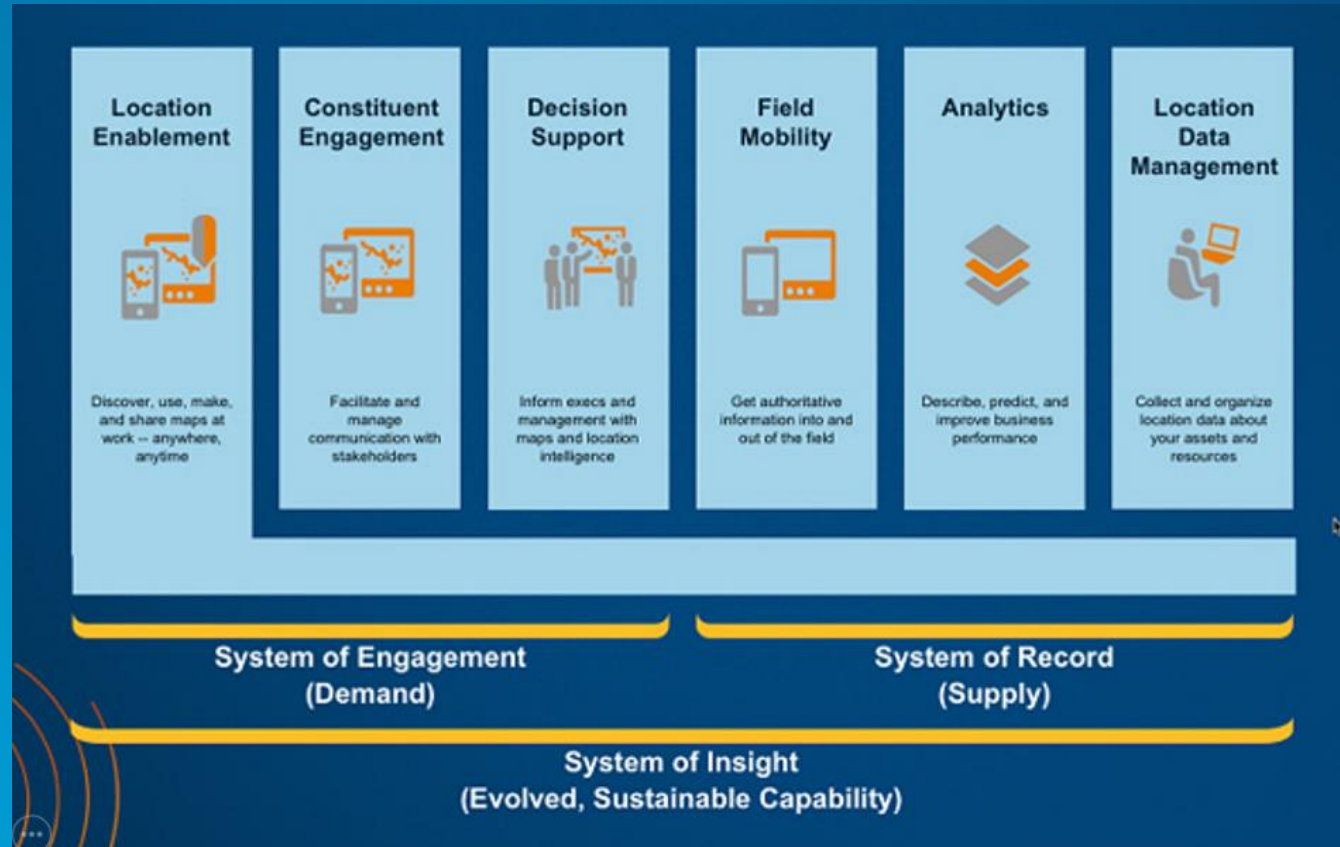 Location
Enablement
Discover, use, make,
and share maps at
work -- anywhere,
anytime
Constituent
Engagement
Facilitate and
manage
communication with
stakeholders
Decision
Support
Inform execs and
management with
maps and location
intelligence
Field
Mobility
Get authoritative
information into and
out of the field
Analytics
Describe, predict, and
improve business
performance
Location
Data
Management
Collect and organize
location data about
your assets and
resources
System of Engagement
(Demand)
System of Record
(Supply)
System of Insight
(Evolved, Sustainable Capability)